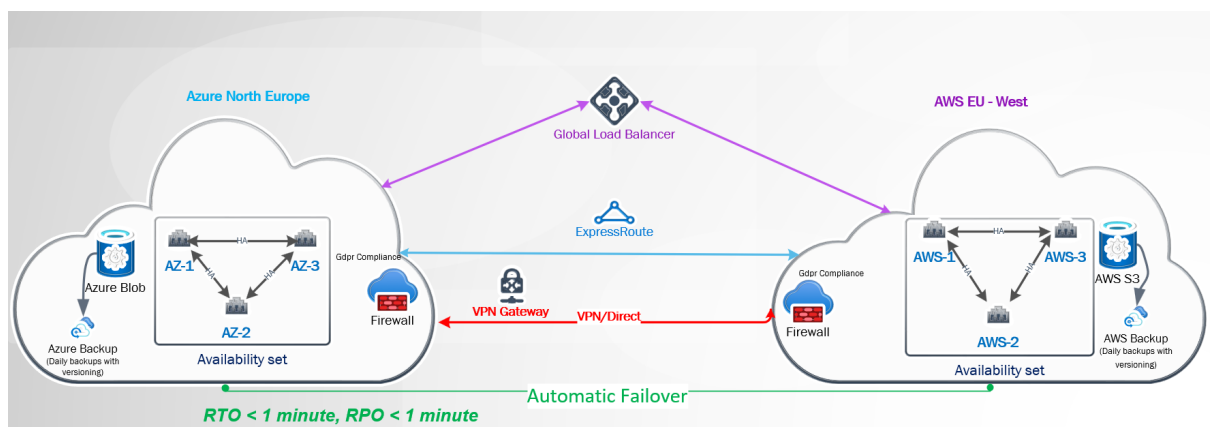 Azure North Europe
AWS EU - West
Global Load Balancer
ExpressRoute
Gdpr Compliance
Gdpr Compliance
HA
HA
HA
AZ-1
AZ-3
AZ-2
Azure Blob
Azure Backup
(Daily backups with
versioning)
Availability set
Firewall
VPN Gateway
VPN/Direct
Firewall
HA
HA
HA
AWS-1
AWS-3
AWS-2
AWS S3
AWS Backup
(Daily backups with
versioning)
Availability set
Automatic Failover
RTO < 1 minute, RPO < 1 minute